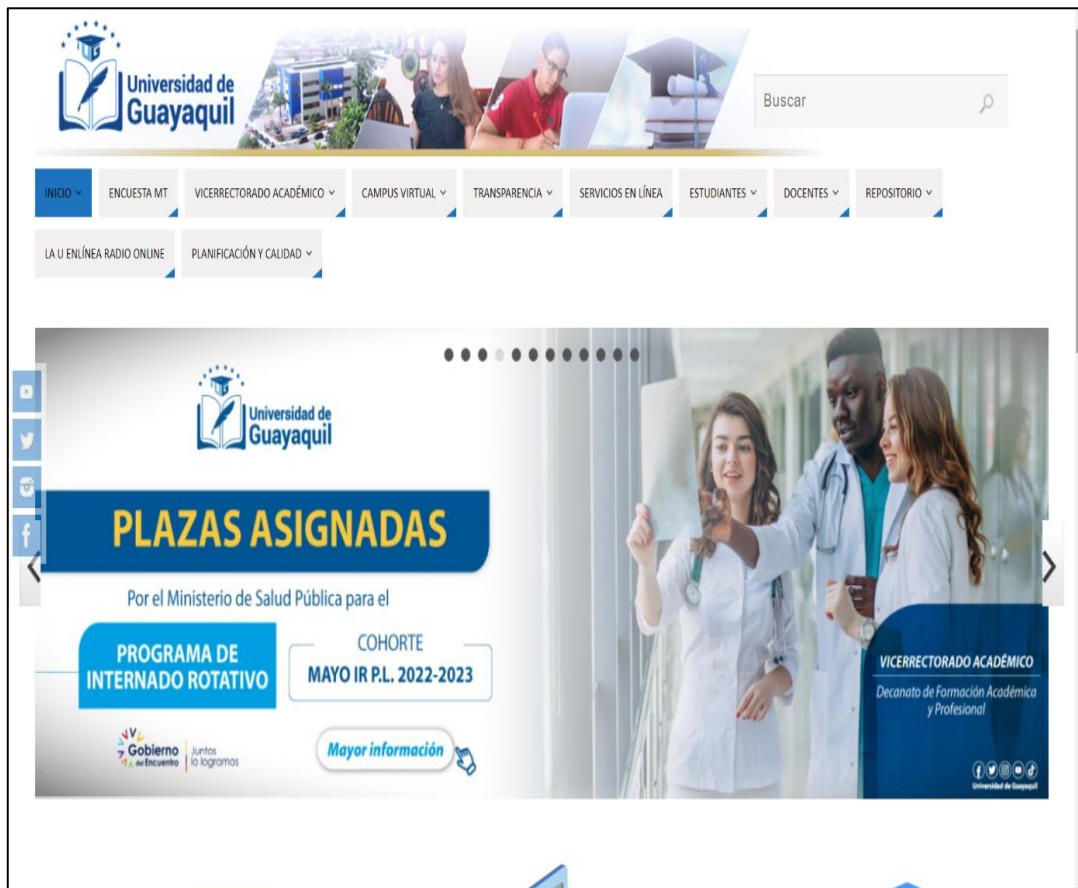 Universidad de
Guayaquil
Buscar
INICIO
ENCUESTA MT
VICERRECTORADO ACADÉMICO
CAMPUS VIRTUAL
TRANSPARENCIA
SERVICIOS EN LÍNEA
ESTUDIANTES
DOCENTES
REPOSITORIO
LA U ENLÍNEA RADIO ONLINE
PLANIFICACIÓN Y CALIDAD
Universidad de
Guayaquil
PLAZAS ASIGNADAS
Por el Ministerio de Salud Pública para el
PROGRAMA DE
INTERNADO ROTATIVO
COHORTE
MAYO IR P.L. 2022-2023
Gobierno
del Encuentro
Juntos
lo logramos
Mayor información
VICERRECTORADO ACADÉMICO
Decanato de Formación Académica
y Profesional
Universidad de Guayaquil